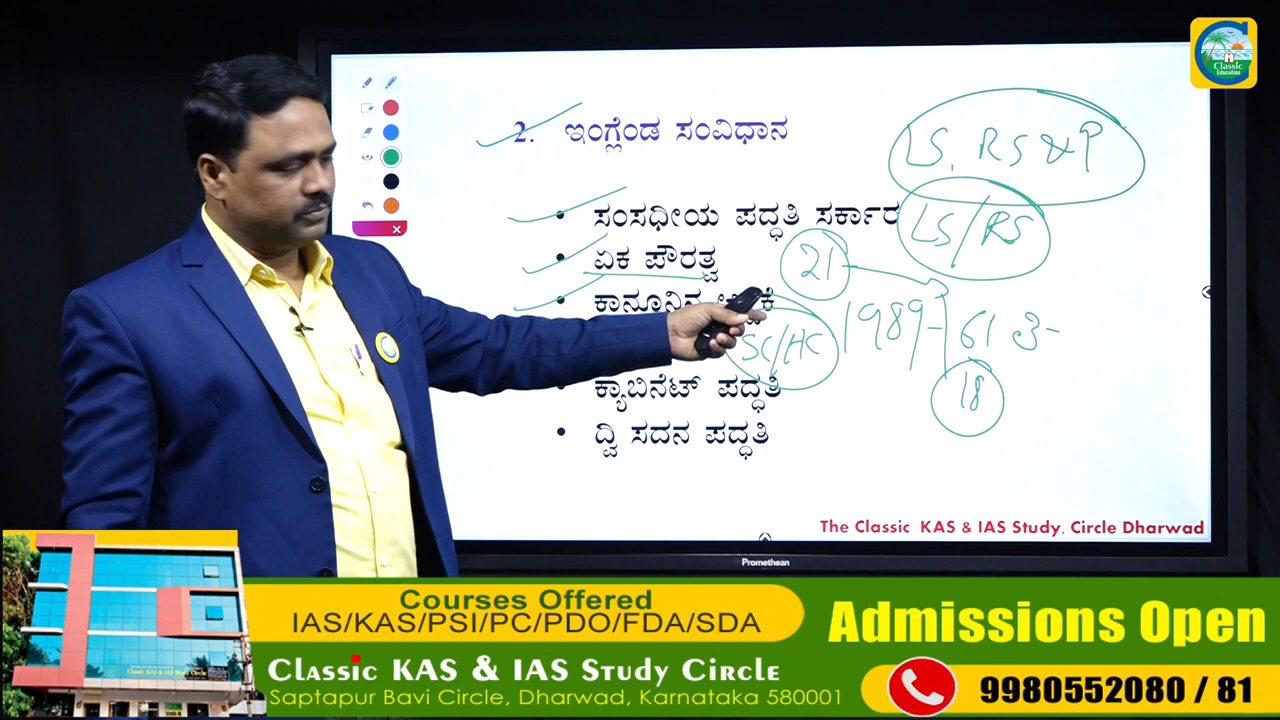 Classic
Education
2. ಇಂಗ್ಲೆಂಡ ಸಂವಿಧಾನ
LS, RS & P
• ಸಂಸಧೀಯ ಪದ್ಧತಿ ಸರ್ಕಾರ
LS/RS
• ಏಕ ಪೌರತ್ವ
21
• ಕಾನೂನಿನ
1989 - 61
SC/HC
18
• ಕ್ಯಾಬಿನೆಟ್ ಪದ್ಧತಿ
• ದ್ವಿ ಸದನ ಪದ್ಧತಿ
The Classic KAS & IAS Study, Circle Dharwad
Promethean
Courses Offered
IAS/KAS/PSI/PC/PDO/FDA/SDA
Admissions Open
Classic KAS & IAS Study Circle
Saptapur Bavi Circle, Dharwad, Karnataka 580001
9980552080 / 81